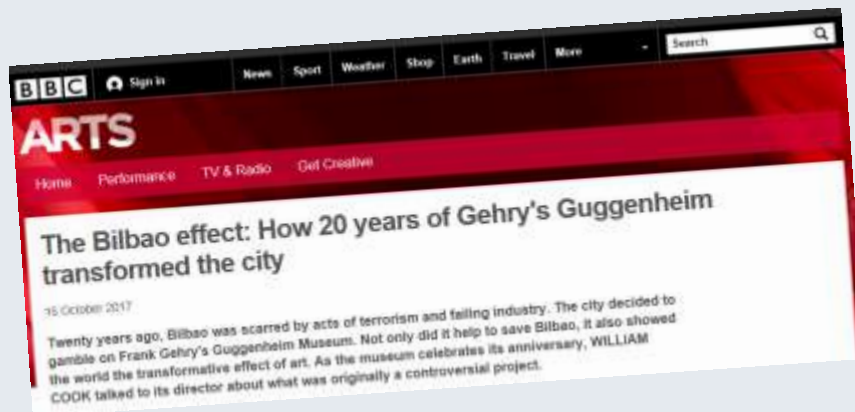 BBC Sign in News Sport Weather Shop Earth Travel More Search
ARTS
Home Performance TV & Radio Get Creative
The Bilbao effect: How 20 years of Gehry's Guggenheim
transformed the city
15 October 2017
Twenty years ago, Bilbao was scarred by acts of terrorism and failing industry. The city decided to
gamble on Frank Gehry's Guggenheim Museum. Not only did it help to save Bilbao, it also showed
the world the transformative effect of art. As the museum celebrates its anniversary, WILLIAM
COOK talked to its director about what was originally a controversial project.